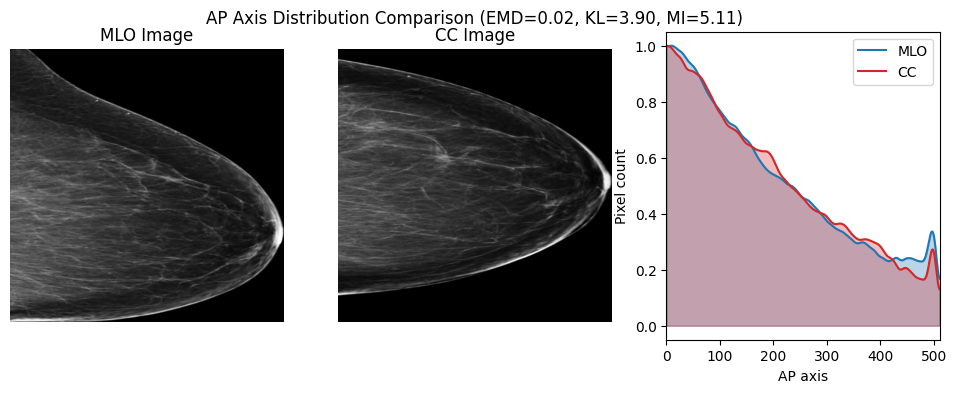 AP Axis Distribution Comparison (EMD=0.02, KL=3.90, MI=5.11)
MLO Image
CC Image
MLO
CC
1.0
0.8
0.6
0.4
0.2
0.0
Pixel count
0
100
200
300
400
500
AP axis